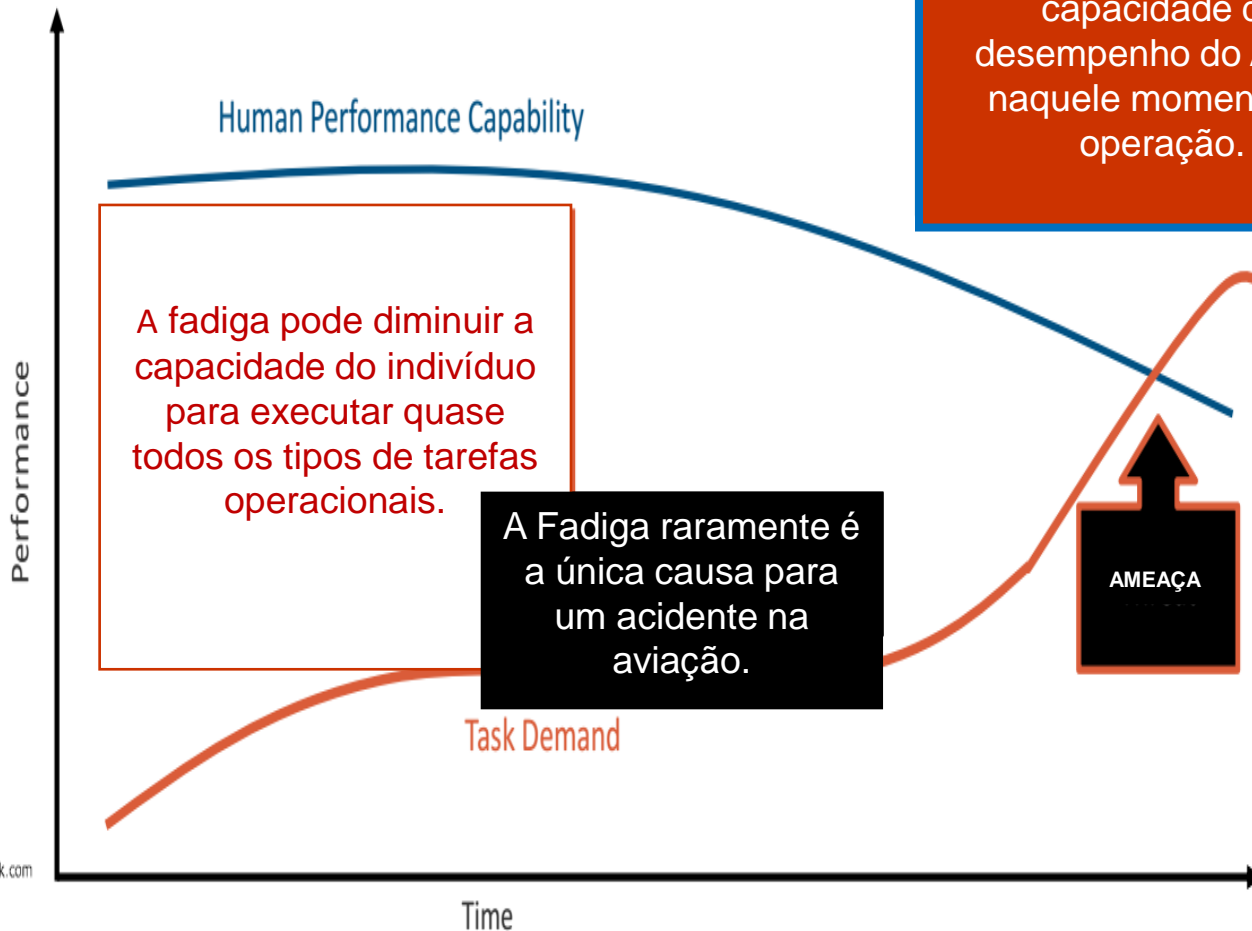 capacidade
desempenho do
naquele
operação.
Human Performance Capability
A fadiga pode diminuir a
capacidade do indivíduo
para executar quase
todos os tipos de tarefas
operacionais.
A Fadiga raramente é
a única causa para
um acidente na
aviação.
AMEAÇA
Performance
Task Demand
k.com
Time